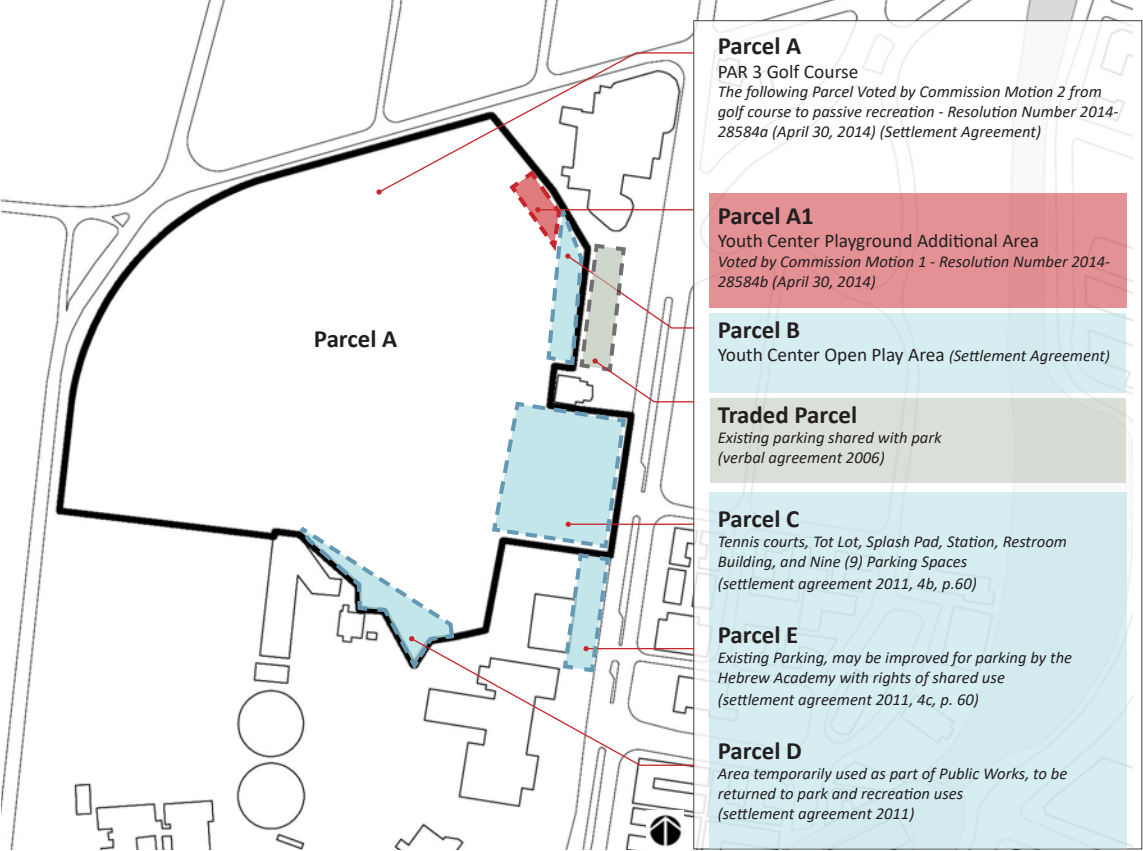 Parcel A
PAR 3 Golf Course
The following Parcel Voted by Commission Motion 2 from
golf course to passive recreation - Resolution Number 2014-
28584a (April 30, 2014) (Settlement Agreement)
Parcel A1
Youth Center Playground Additional Area
Voted by Commission Motion 1 - Resolution Number 2014-
28584b (April 30, 2014)
Parcel B
Youth Center Open Play Area (Settlement Agreement)
Parcel A
Traded Parcel
Existing parking shared with park
(verbal agreement 2006)
Parcel C
Tennis courts, Tot Lot, Splash Pad, Station, Restroom
Building, and Nine (9) Parking Spaces
(settlement agreement 2011, 4b, p.60)
Parcel E
Existing Parking, may be improved for parking by the
Hebrew Academy with rights of shared use
(settlement agreement 2011, 4c, p. 60)
Parcel D
Area temporarily used as part of Public Works, to be
returned to park and recreation uses
(settlement agreement 2011)